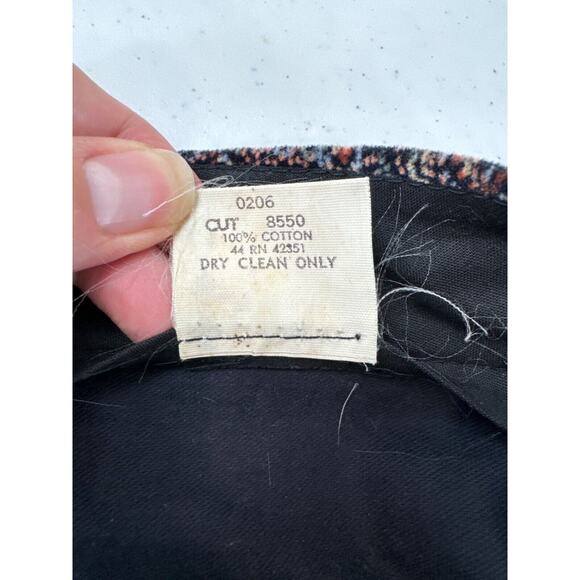 0206
CUT 8550
100% COTTON
44 RN 42351
DRY CLEAN ONLY